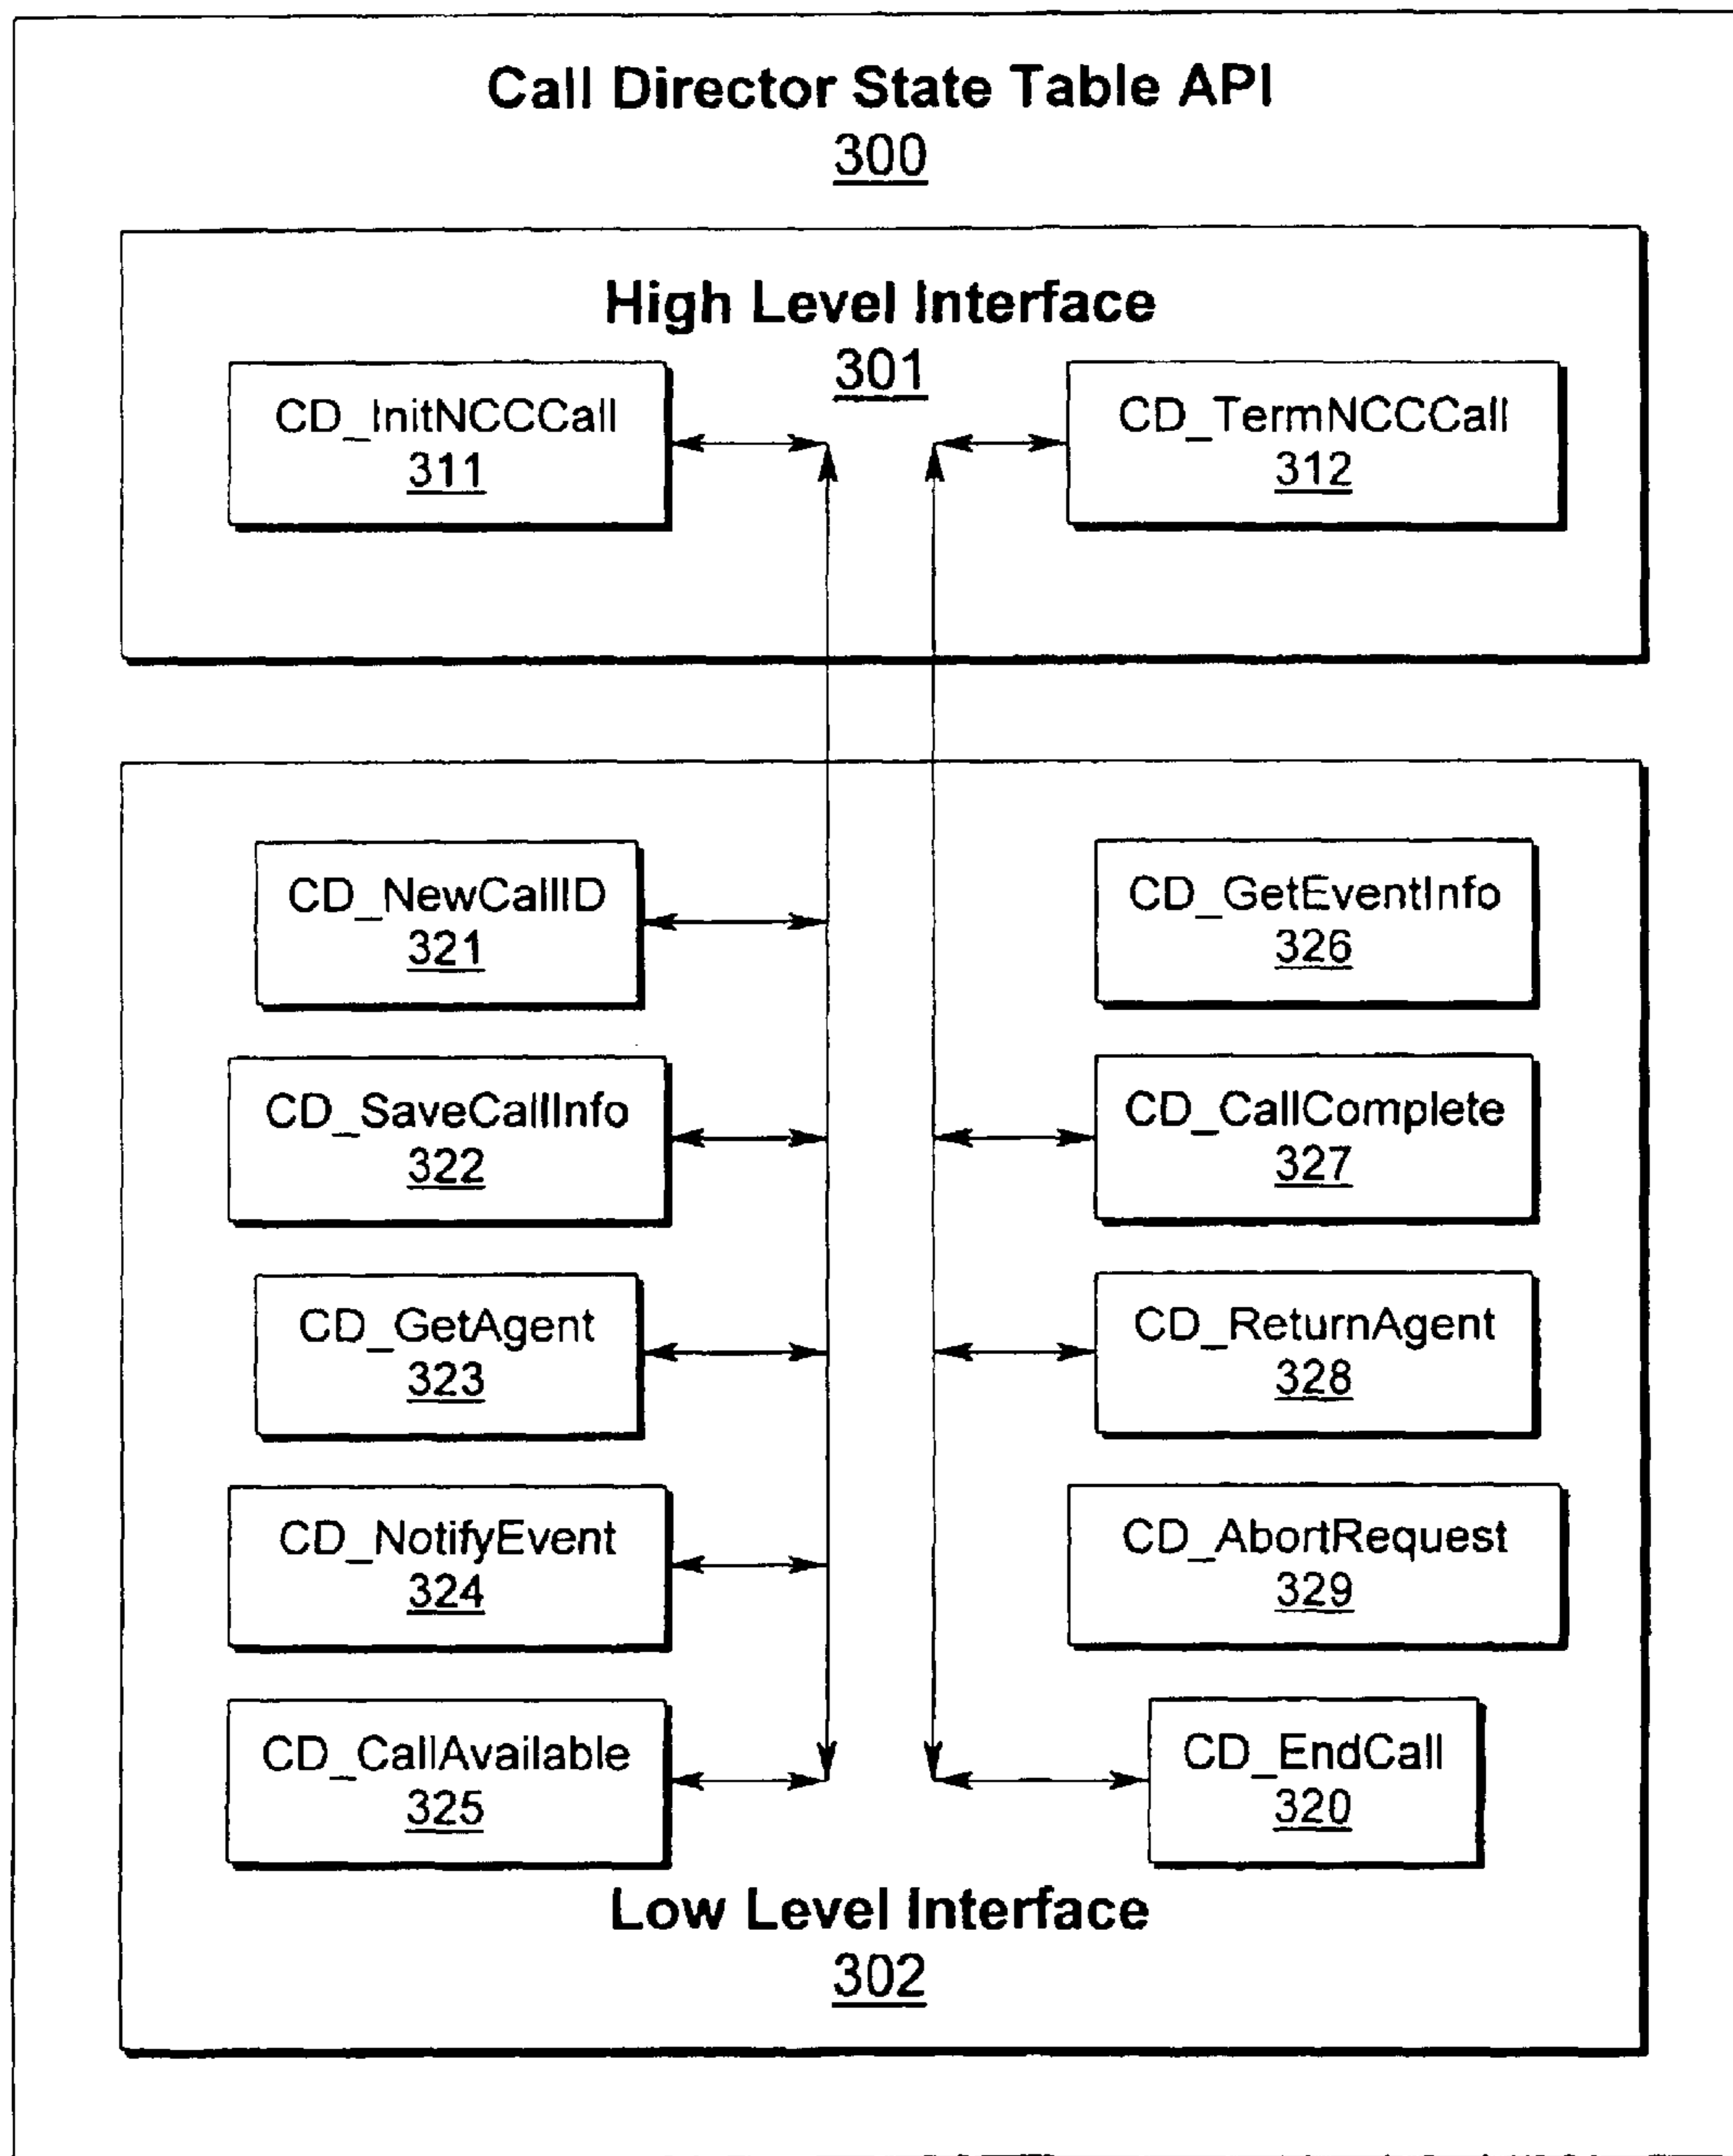 Call Director State Table API
300
High Level Interface
301
CD_InitNCCCall
311
CD_TermNCCCall
312
CD_NewCallID
321
CD_GetEventInfo
326
CD_SaveCallInfo
322
CD_CallComplete
327
CD_GetAgent
323
CD_ReturnAgent
328
CD_NotifyEvent
324
CD_AbortRequest
329
CD_CallAvailable
325
CD_EndCall
320
Low Level Interface
302